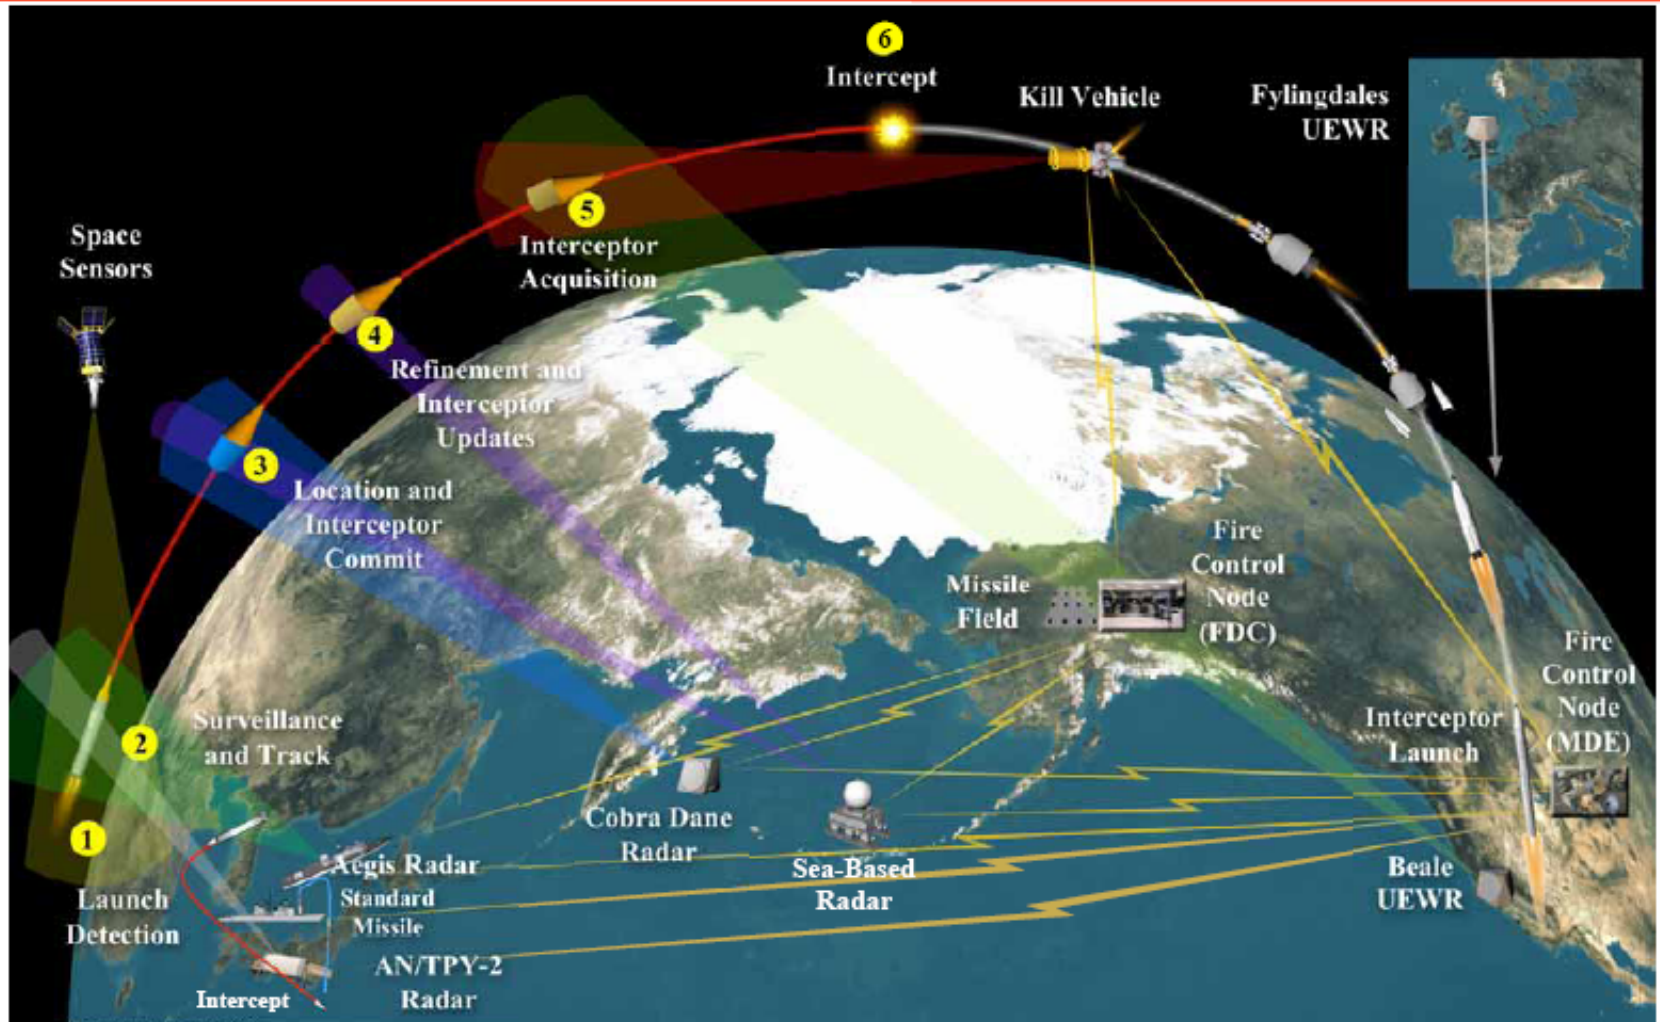 6
Intercept
Kill Vehicle
Fylingdales
UEWR
5
Interceptor
Acquisition
Space
Sensors
4
Refinement and
Interceptor
Updates
3
Location and
Interceptor
Commit
Missile
Field
Fire
Control
Node
(FDC)
Fire
Control
Node
(MDE)
Interceptor
Launch
2
Surveillance
and Track
1
Launch
Detection
Aegis Radar
Standard
Missile
Cobra Dane
Radar
Sea-Based
Radar
Beale
UEWR
AN/TPY-2
Radar
Intercept